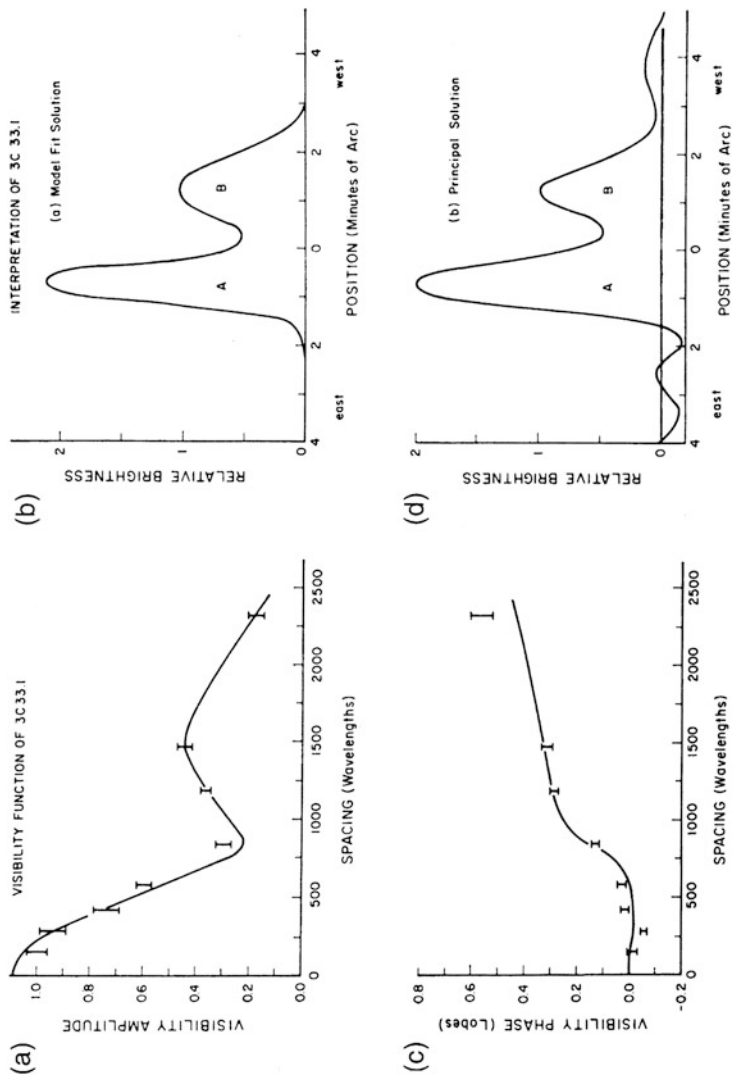 (a)
VISIBILITY FUNCTION OF 3C 33.1
VISIBILITY AMPLITUDE
1.0
0.8
0.6
0.4
0.2
0.0
0
500
1000
1500
2000
2500
SPACING (Wavelengths)
(b)
INTERPRETATION OF 3C 33.1
(a) Model Fit Solution
RELATIVE BRIGHTNESS
2
1
0
A
B
4
2
0
2
4
east
west
POSITION (Minutes of Arc)
(c)
VISIBILITY PHASE (Lobes)
0.8
0.6
0.4
0.2
0.0
-0.2
0
500
1000
1500
2000
2500
SPACING (Wavelengths)
(d)
(b) Principal Solution
RELATIVE BRIGHTNESS
2
1
0
A
B
4
2
0
2
4
east
west
POSITION (Minutes of Arc)